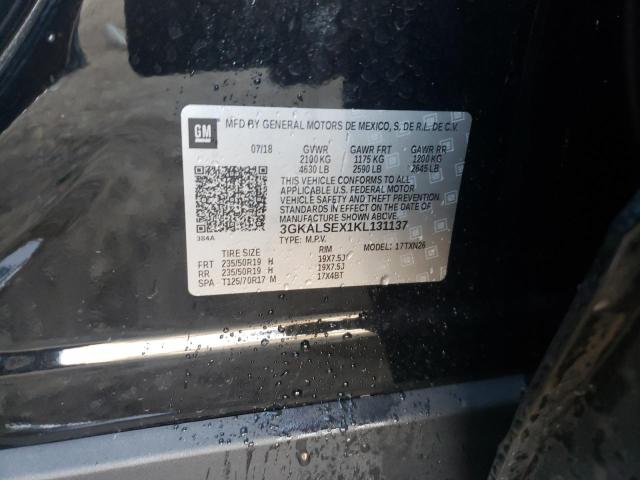 GM
MFD BY GENERAL MOTORS DE MEXICO, S. DE R.L. DE C.V.
07/18 GVWR GAWR FRT GAWR RR
2100 KG 1175 KG 1200 KG
4630 LB 2590 LB 2645 LB
THIS VEHICLE CONFORMS TO ALL
APPLICABLE U.S. FEDERAL MOTOR
VEHICLE SAFETY AND THEFT PREVENTION
STANDARDS IN EFFECT ON THE DATE OF
MANUFACTURE SHOWN ABOVE.
3GKALSEX1KL131137
384A
TYPE: M.P.V. MODEL: 17TXN26
TIRE SIZE RIM
FRT 235/50R19 H 19X7.5J
RR 235/50R19 H 19X7.5J
SPA T125/70R17 M 17X4BT